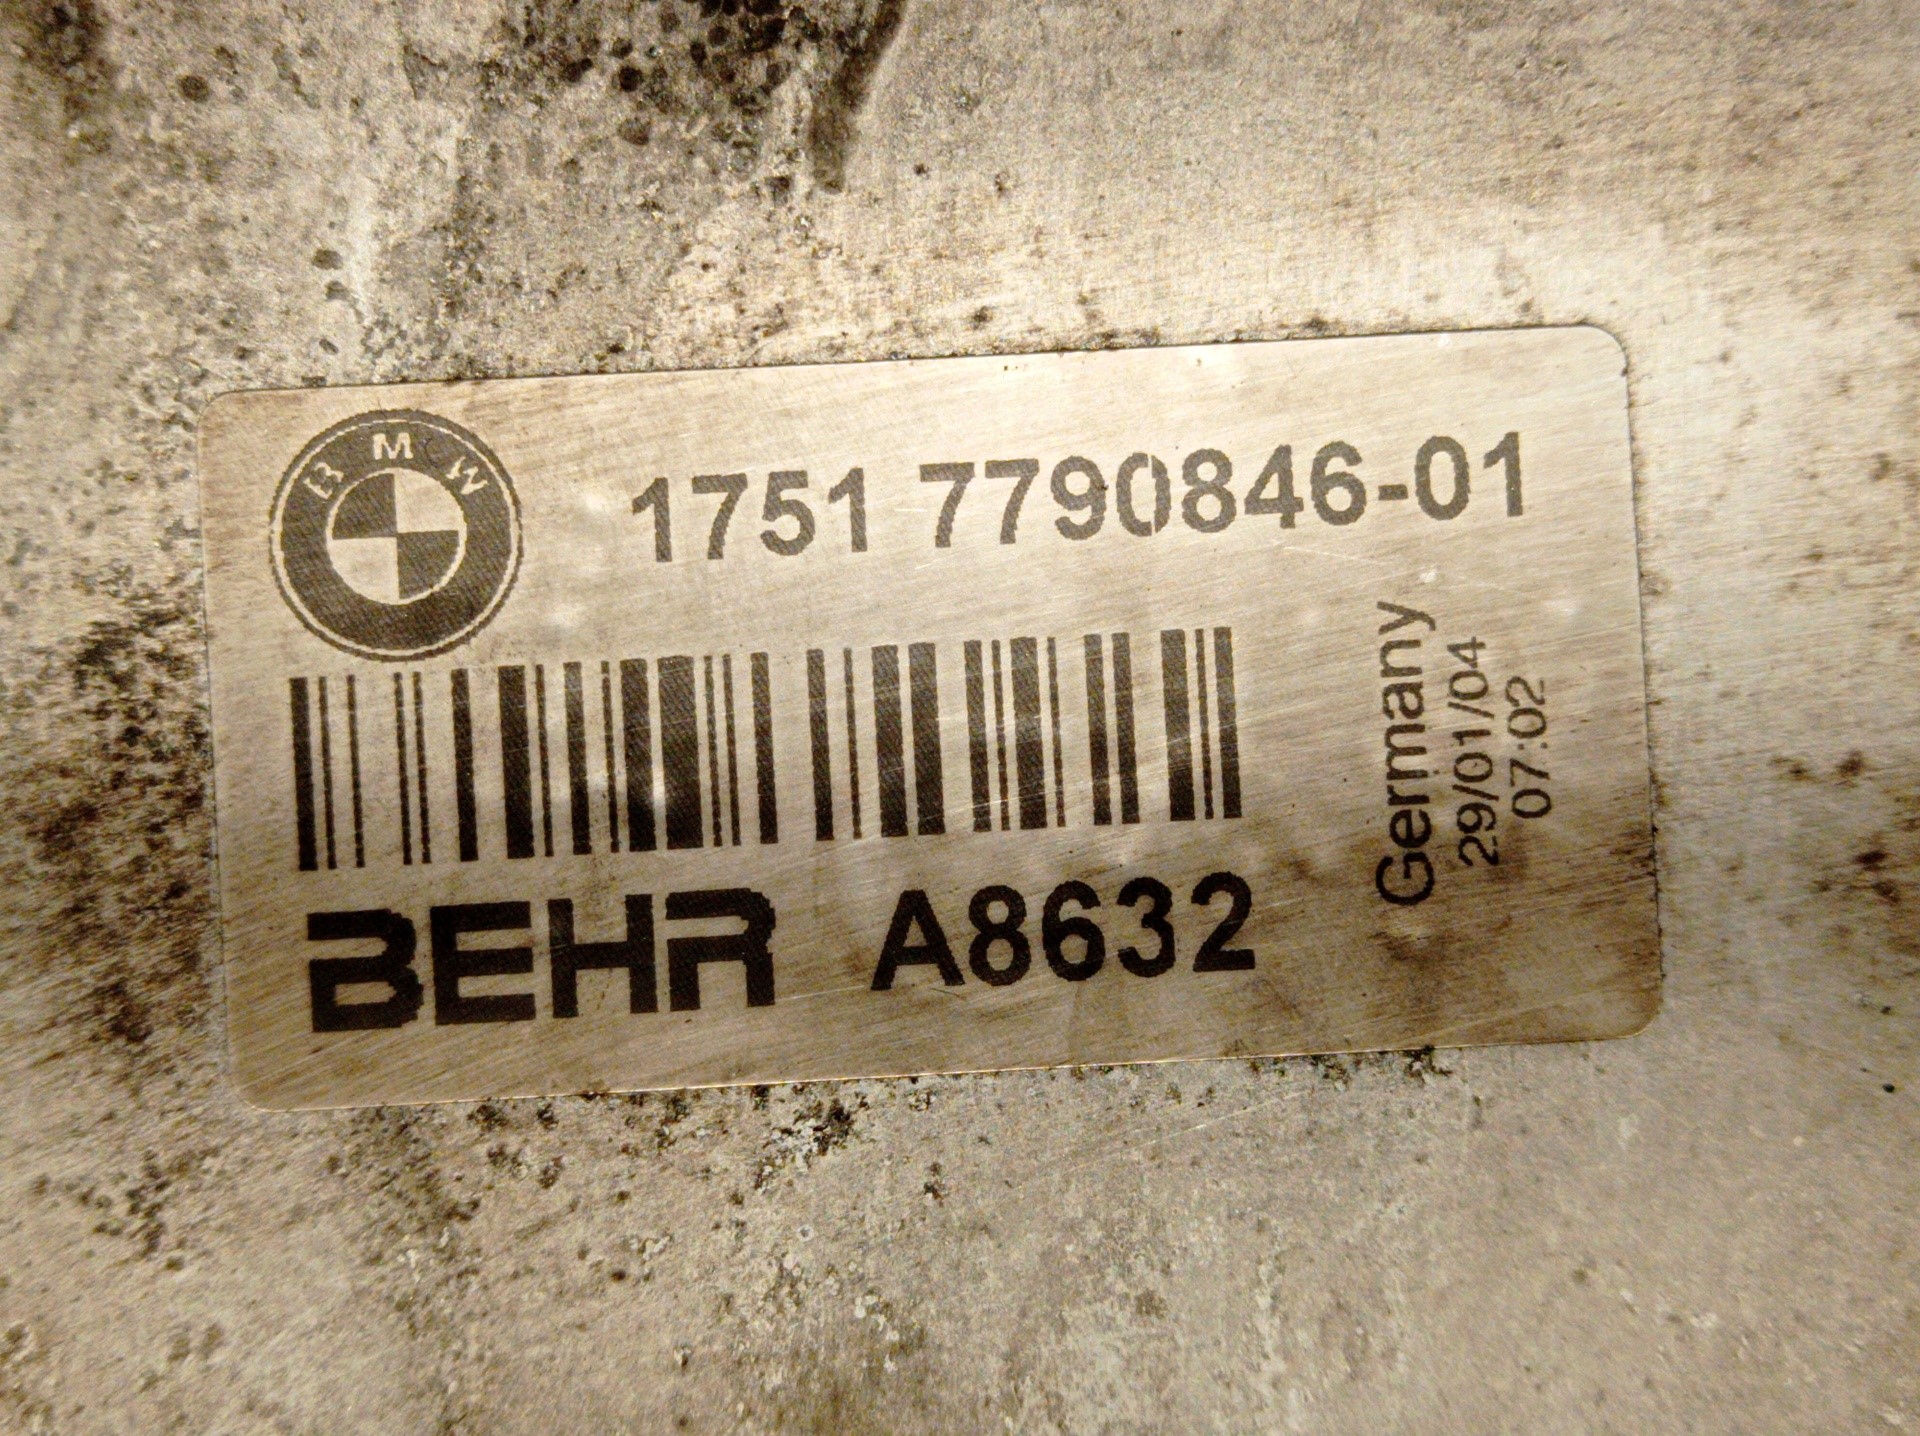 BMW
1751 7790846-01
BEHR A8632
Germany
29/01/04
07:02